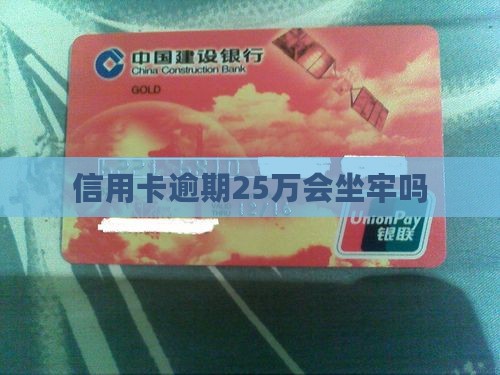 中国建设银行
China Construction Bank
GOLD
信用卡逾期25万会坐牢吗
UnionPay
银联